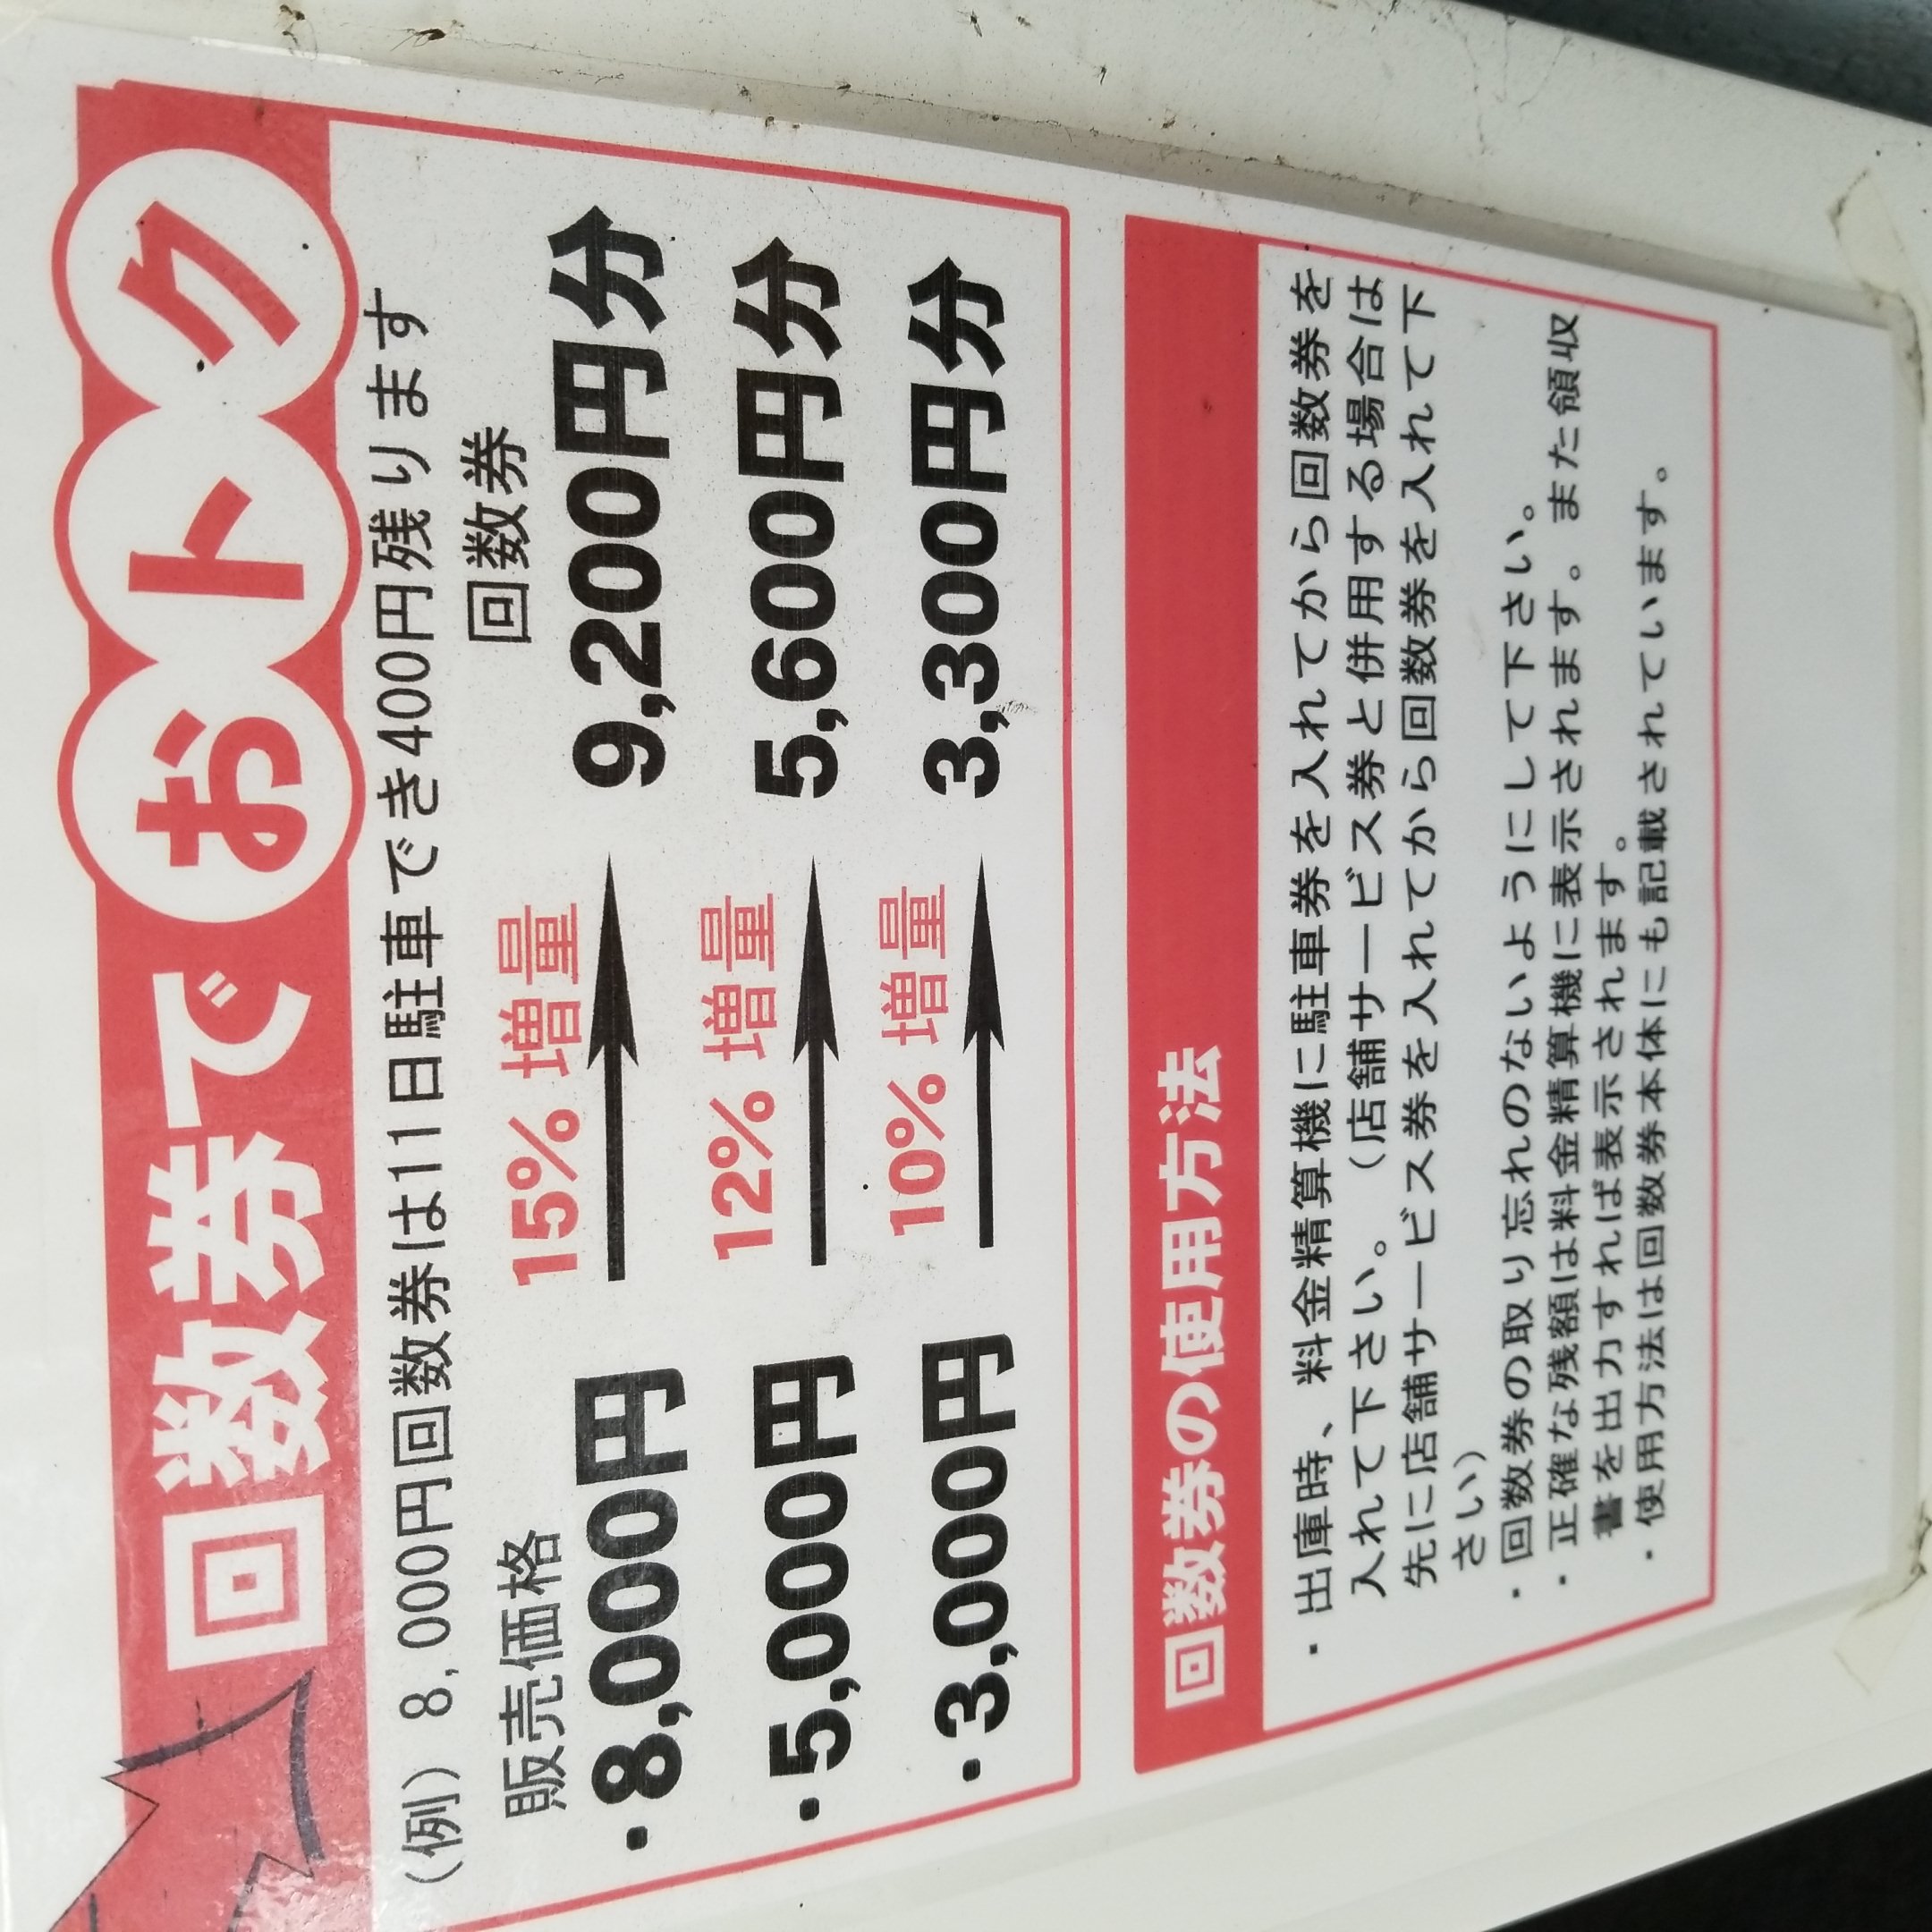 回数券でおトク
(例) 8,000円回数券は11日駐車でき400円残ります
販売価格 回数券
・8,000円 15% 増量 9,200円分
・5,000円 12% 増量 5,600円分
・3,000円 10% 増量 3,300円分
回数券の使用方法
・出庫時、料金精算機に駐車券を入れてから回数券を
入れて下さい。(店舗サービス券と併用する場合は
先に店舗サービス券を入れてから回数券を入れて下
さい)
・回数券の取り忘れのないようにして下さい。
・正確な残額は料金精算機に表示されます。また領収
書を出力すれば表示されます。
・使用方法は回数券本体にも記載されています。